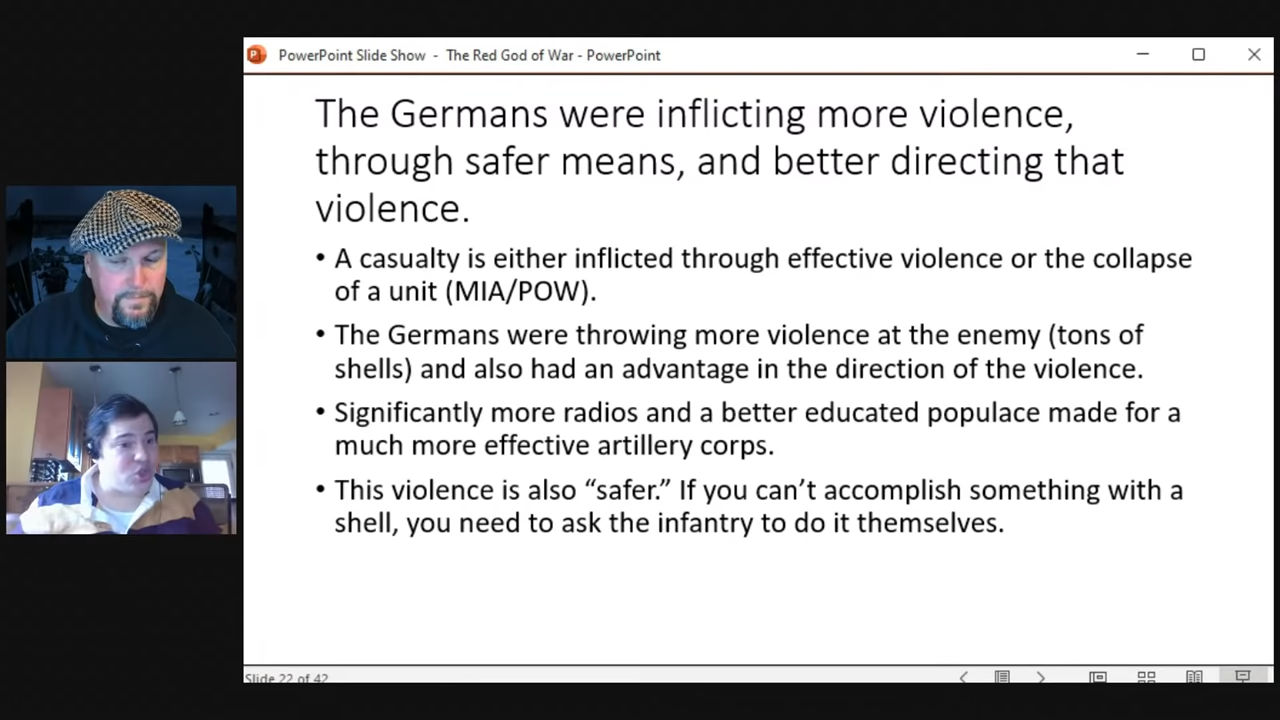 PowerPoint Slide Show - The Red God of War - PowerPoint
The Germans were inflicting more violence,
through safer means, and better directing that
violence.
• A casualty is either inflicted through effective violence or the collapse
of a unit (MIA/POW).
• The Germans were throwing more violence at the enemy (tons of
shells) and also had an advantage in the direction of the violence.
• Significantly more radios and a better educated populace made for a
much more effective artillery corps.
• This violence is also “safer.” If you can’t accomplish something with a
shell, you need to ask the infantry to do it themselves.
Slide 22 of 42